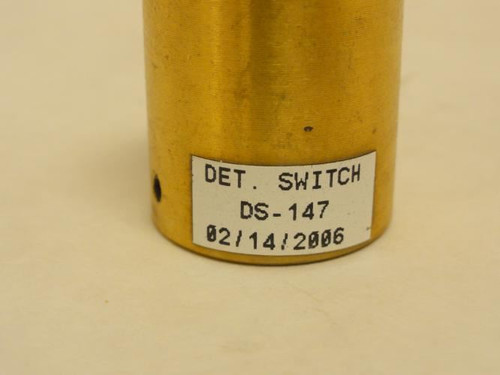 DET. SWITCH
DS-147
02/14/2006